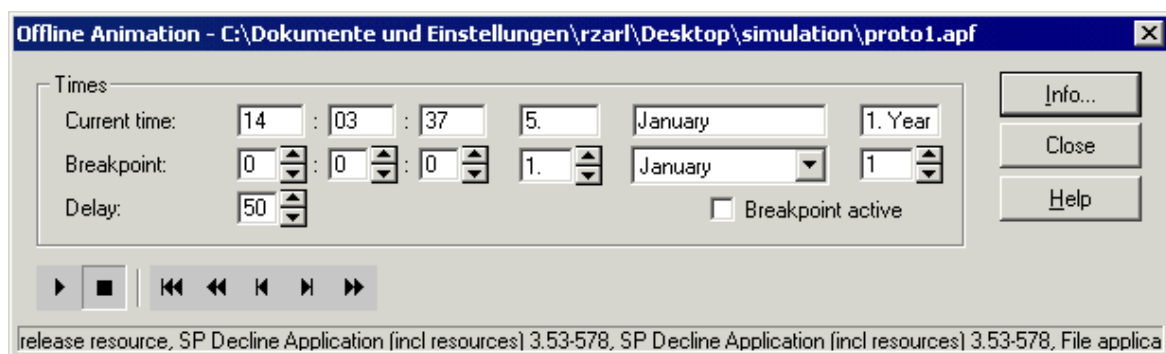 Offline Animation - C:\Dokumente und Einstellungen\rzarl\Desktop\simulation\proto1.apf
Times
Current time: 14 : 03 : 37 5. January 1. Year
Breakpoint: 0 : 0 : 0 1. January 1
Delay: 50 Breakpoint active
Info...
Close
Help
release resource, SP Decline Application (incl resources) 3.53-578, SP Decline Application (incl resources) 3.53-578, File applica